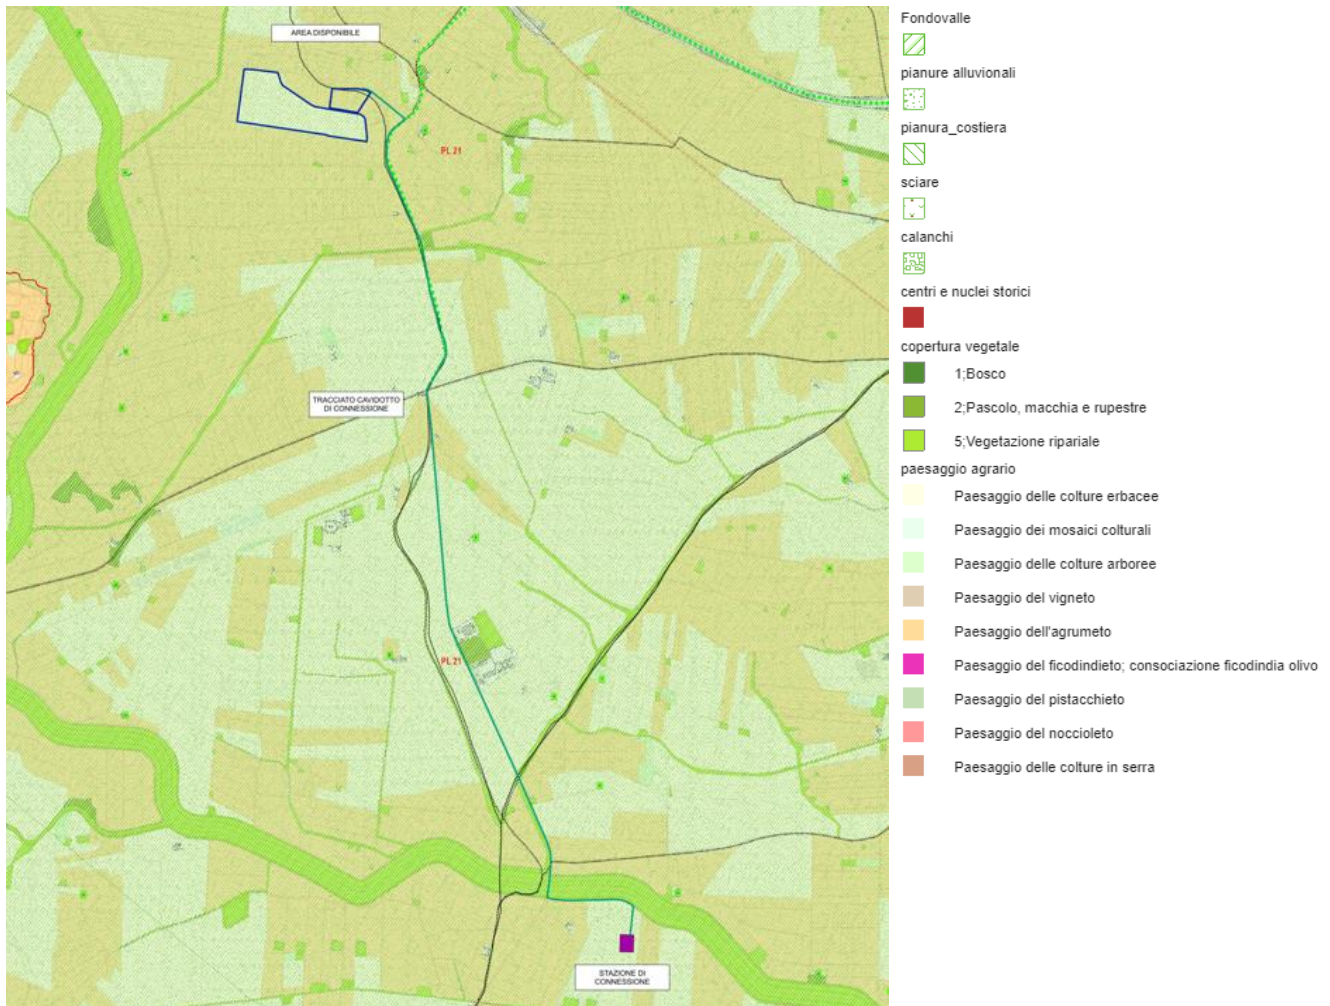 AREA DISPONIBILE
PL 21
TRACCIATO CAVIDOTTO
DI CONNESSIONE
PL 21
STAZIONE DI
CONNESSIONE
Fondovalle
pianure alluvionali
pianura_costiera
sciare
calanchi
centri e nuclei storici
copertura vegetale
1;Bosco
2;Pascolo, macchia e rupestre
5;Vegetazione ripariale
paesaggio agrario
Paesaggio delle colture erbacee
Paesaggio dei mosaici colturali
Paesaggio delle colture arboree
Paesaggio del vigneto
Paesaggio dell'agrumeto
Paesaggio del ficodindieto; consociazione ficodindia olivo
Paesaggio del pistacchieto
Paesaggio del noccioleto
Paesaggio delle colture in serra